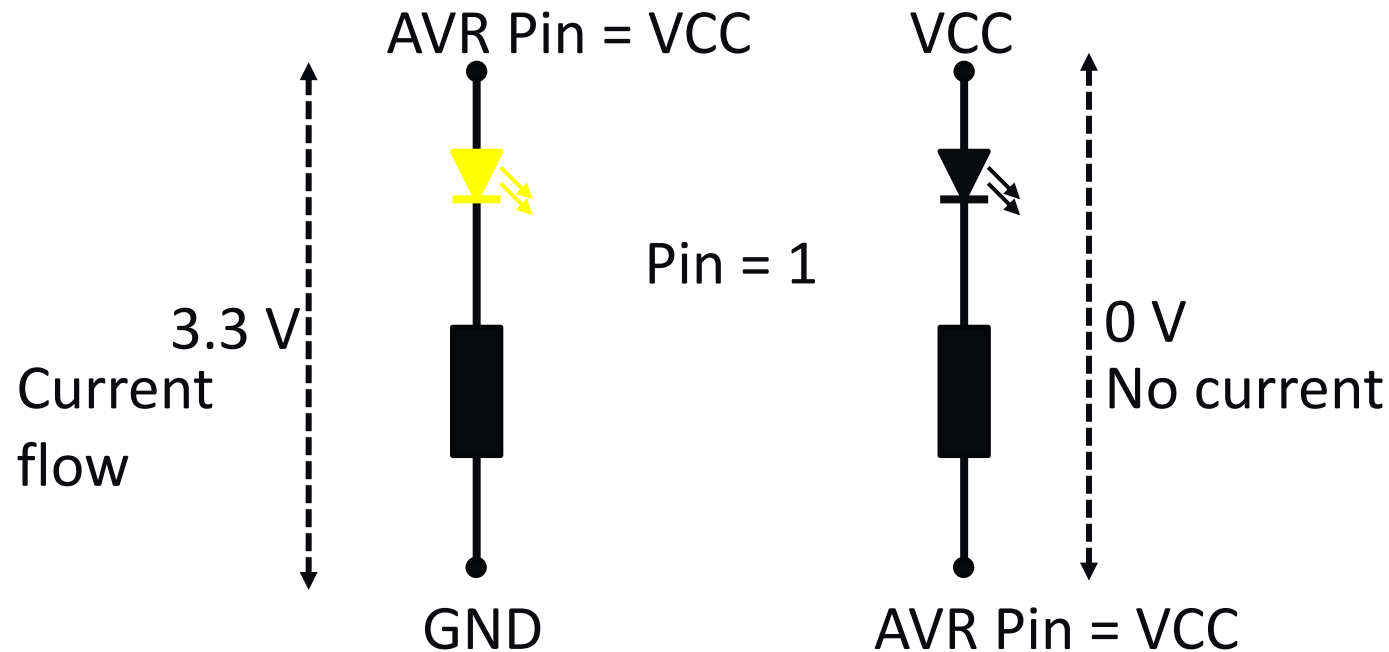 AVR Pin = VCC
VCC
Pin = 1
3.3 V
Current
flow
0 V
No current
GND
AVR Pin = VCC